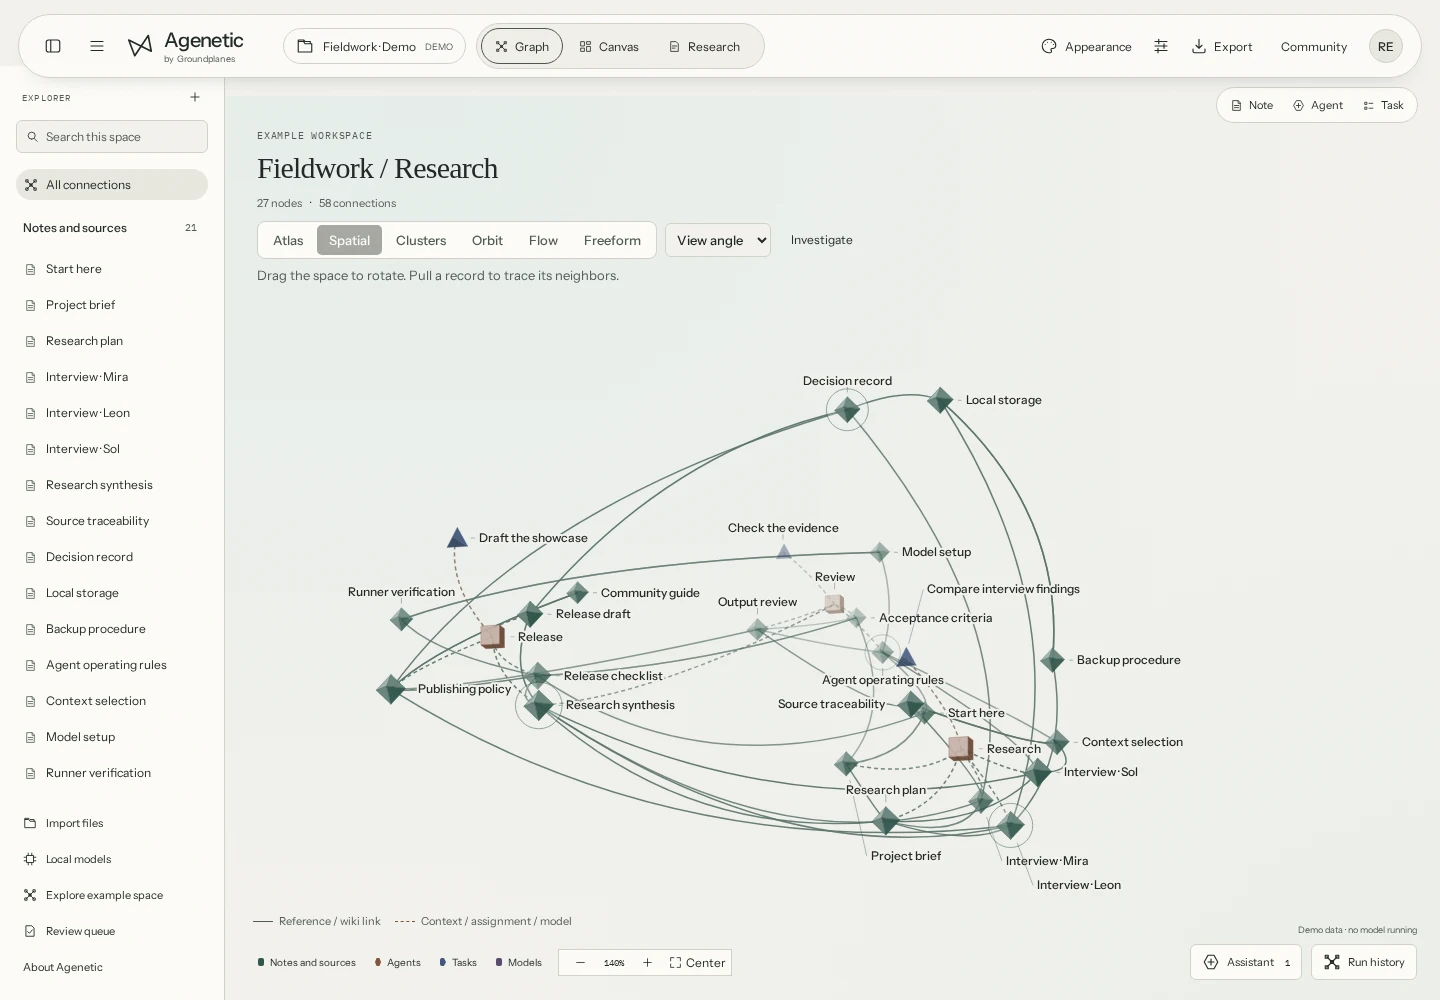 Agenetic
by Groundplanes
Fieldwork·Demo DEMO
Graph
Canvas
Research
Appearance
Export
Community
RE
EXPLORER
Search this space
All connections
Notes and sources 21
Start here
Project brief
Research plan
Interview·Mira
Interview·Leon
Interview·Sol
Research synthesis
Source traceability
Decision record
Local storage
Backup procedure
Agent operating rules
Context selection
Model setup
Runner verification
Import files
Local models
Explore example space
Review queue
About Agenetic
Note
Agent
Task
EXAMPLE WORKSPACE
Fieldwork / Research
27 nodes · 58 connections
Atlas
Spatial
Clusters
Orbit
Flow
Freeform
View angle
Investigate
Drag the space to rotate. Pull a record to trace its neighbors.
Decision record
Local storage
Draft the showcase
Check the evidence
Model setup
Review
Runner verification
Community guide
Compare interview findings
Output review
Release draft
Acceptance criteria
Release
Backup procedure
Release checklist
Agent operating rules
Publishing policy
Research synthesis
Source traceability
Start here
Context selection
Research
Interview·Sol
Research plan
Project brief
Interview·Mira
Interview·Leon
Reference / wiki link
Context / assignment / model
Notes and sources
Agents
Tasks
Models
140%
Center
Demo data · no model running
Assistant 1
Run history